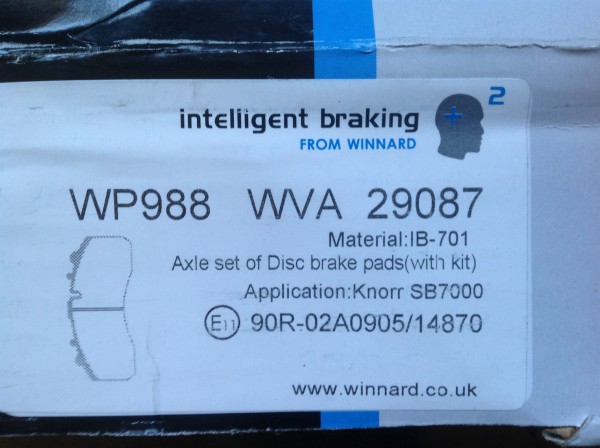 2
intelligent braking
FROM WINNARD
WP988 WVA 29087
Material:IB-701
Axle set of Disc brake pads(with kit)
Application:Knorr SB7000
E11 90R-02A0905/14870
www.winnard.co.uk